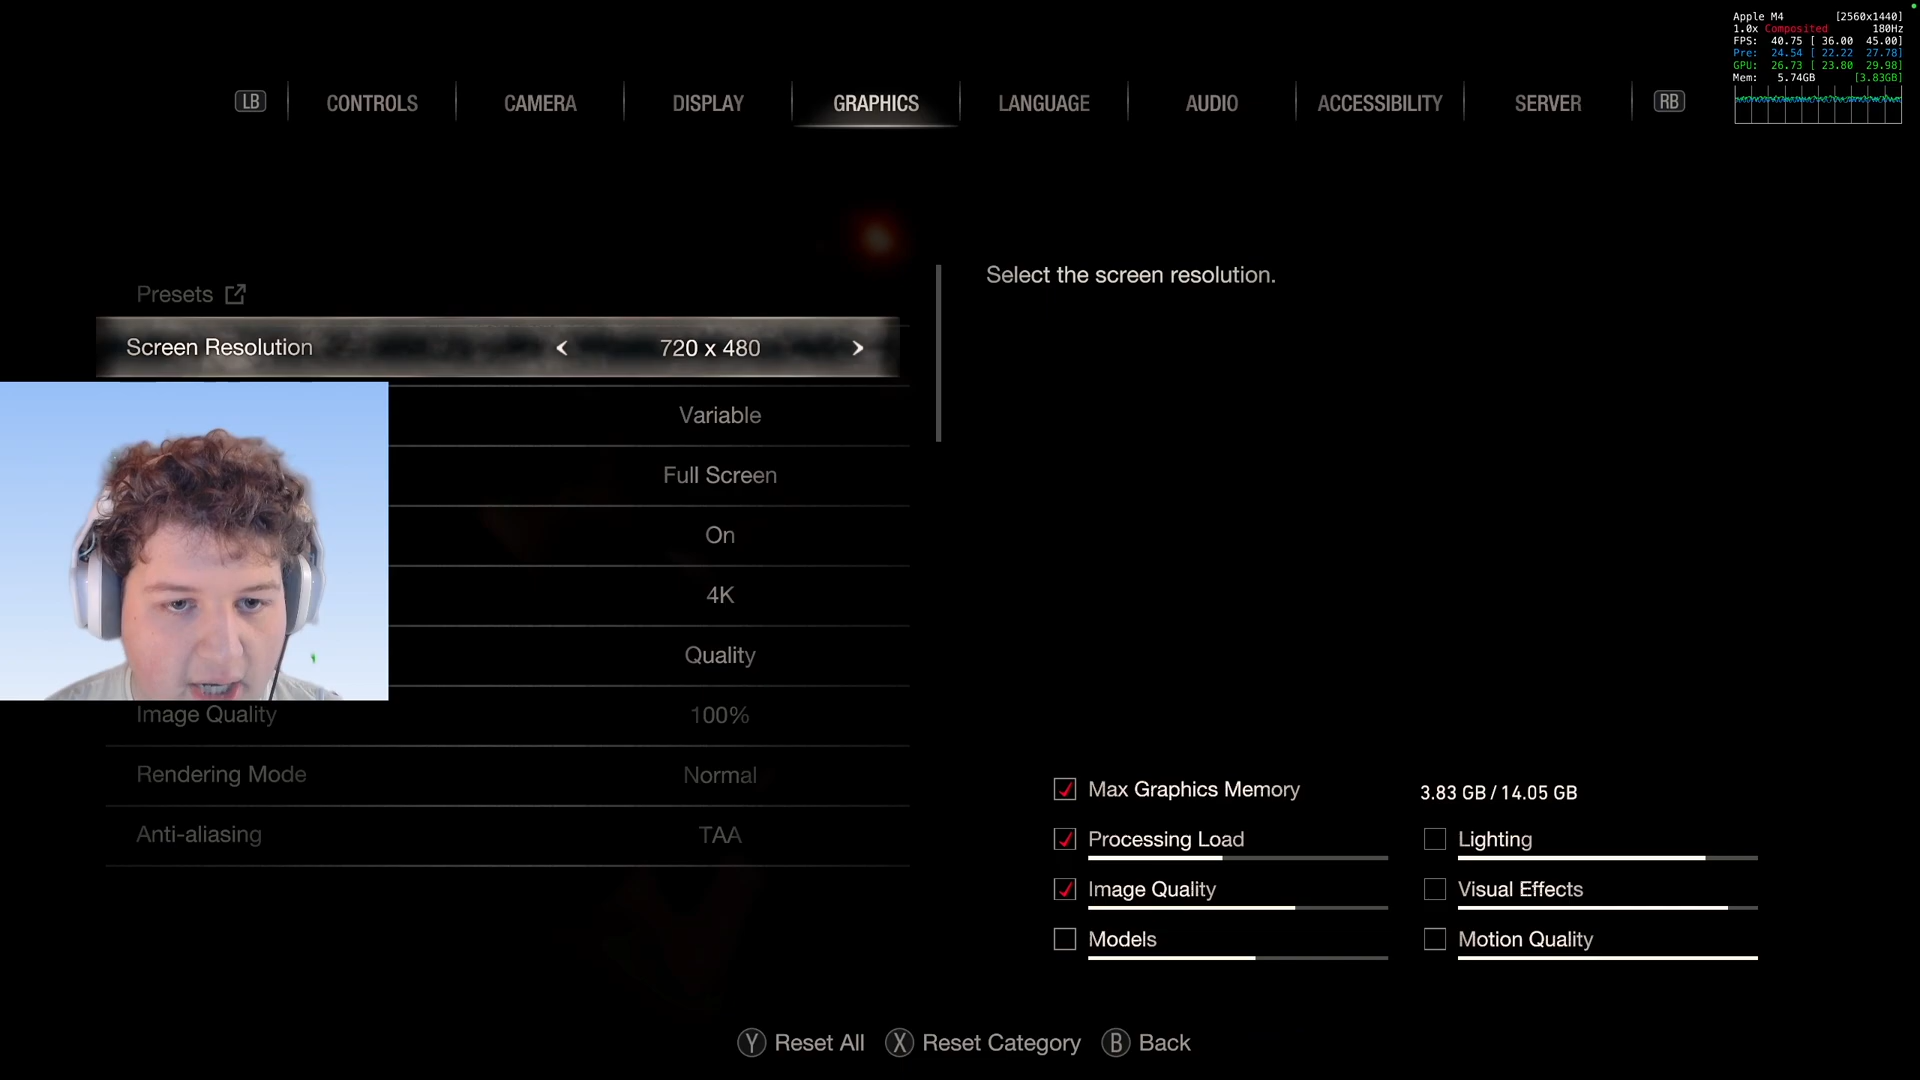 Apple M4 [2560x1440]
1.0x Composited 180Hz
FPS: 40.75 [ 36.00 45.00]
Pre: 24.54 [ 22.22 27.78]
GPU: 26.73 [ 23.80 29.98]
Mem: 5.74GB [3.83GB]
LB CONTROLS CAMERA DISPLAY GRAPHICS LANGUAGE AUDIO ACCESSIBILITY SERVER RB
Presets
Screen Resolution < 720 x 480 >
Variable
Full Screen
On
4K
Quality
Image Quality 100%
Rendering Mode Normal
Anti-aliasing TAA
Select the screen resolution.
Max Graphics Memory 3.83 GB / 14.05 GB
Processing Load Lighting
Image Quality Visual Effects
Models Motion Quality
Y Reset All X Reset Category B Back